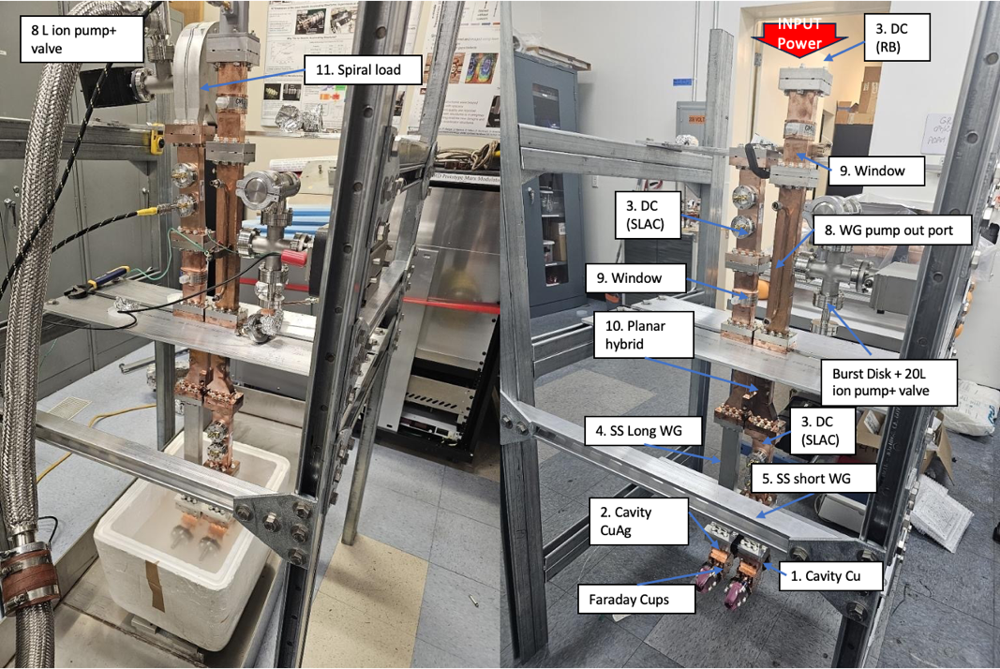 8 L ion pump+
valve
11. Spiral load
INPUT
Power
3. DC
(RB)
9. Window
3. DC
(SLAC)
8. WG pump out port
9. Window
10. Planar
hybrid
Burst Disk + 20L
ion pump+ valve
3. DC
(SLAC)
4. SS Long WG
5. SS short WG
2. Cavity
CuAg
1. Cavity Cu
Faraday Cups